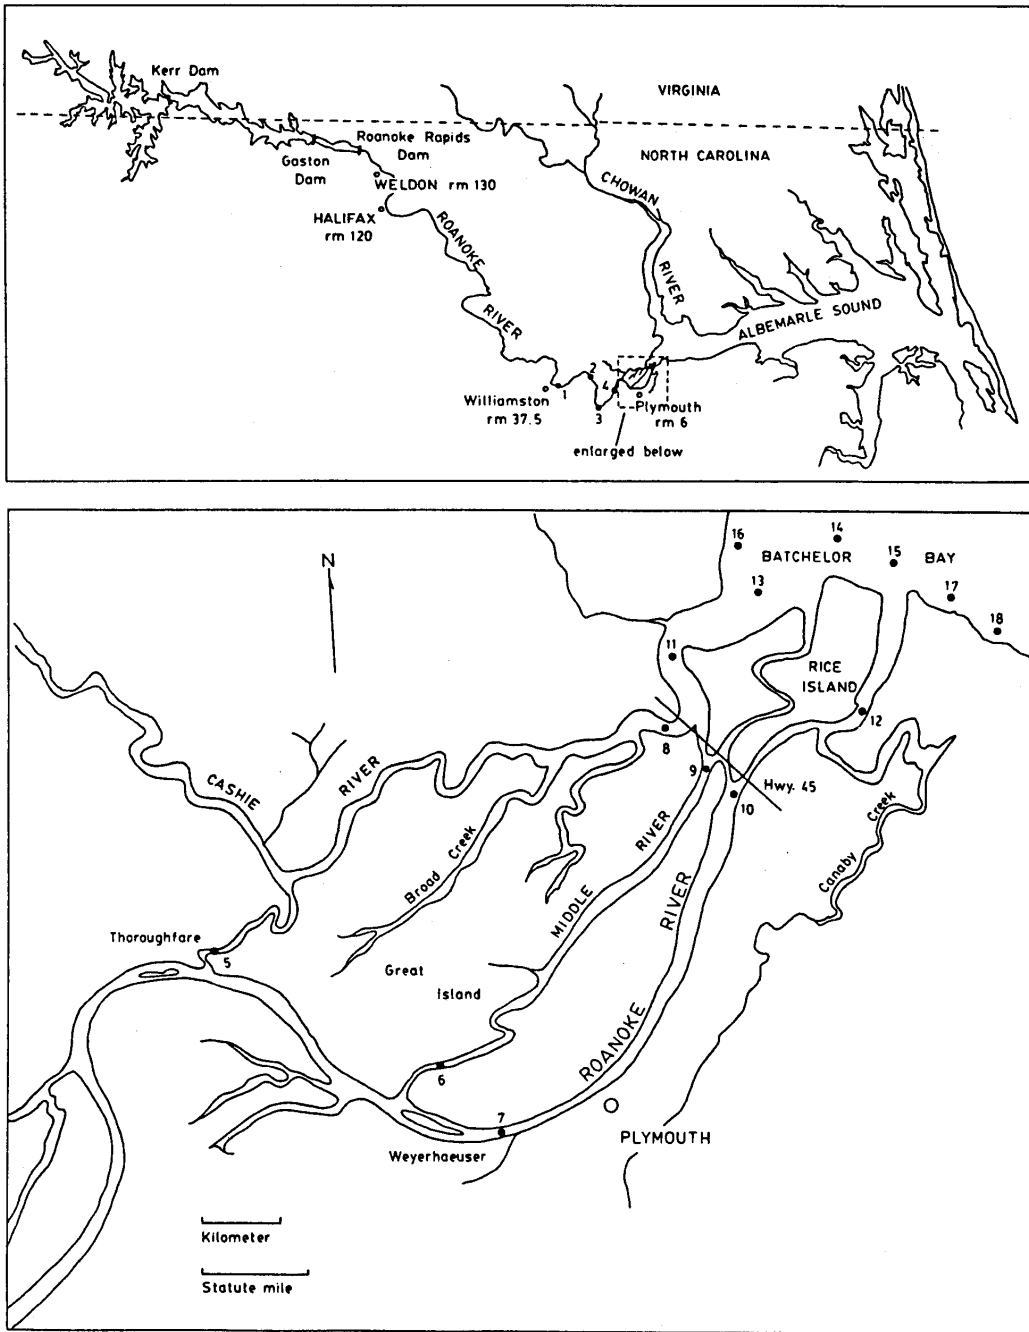 Kerr Dam
VIRGINIA
Roanoke Rapids
Dam
NORTH CAROLINA
Gaston
Dam
WELDON rm 130
CHOWAN
HALIFAX
rm 120
ROANOKE
RIVER
RIVER
ALBEMARLE SOUND
2
1
4
3
Williamston
rm 37.5
Plymouth
rm 6
enlarged below
14
16
15
BATCHELOR BAY
N
13
17
18
11
RICE
ISLAND
12
8
9
10
Hwy. 45
CASHIE
RIVER
Broad Creek
MIDDLE
RIVER
Canaby Creek
ROANOKE
RIVER
Thoroughfare
5
Great
Island
6
7
PLYMOUTH
Weyerhaeuser
Kilometer
Statute mile